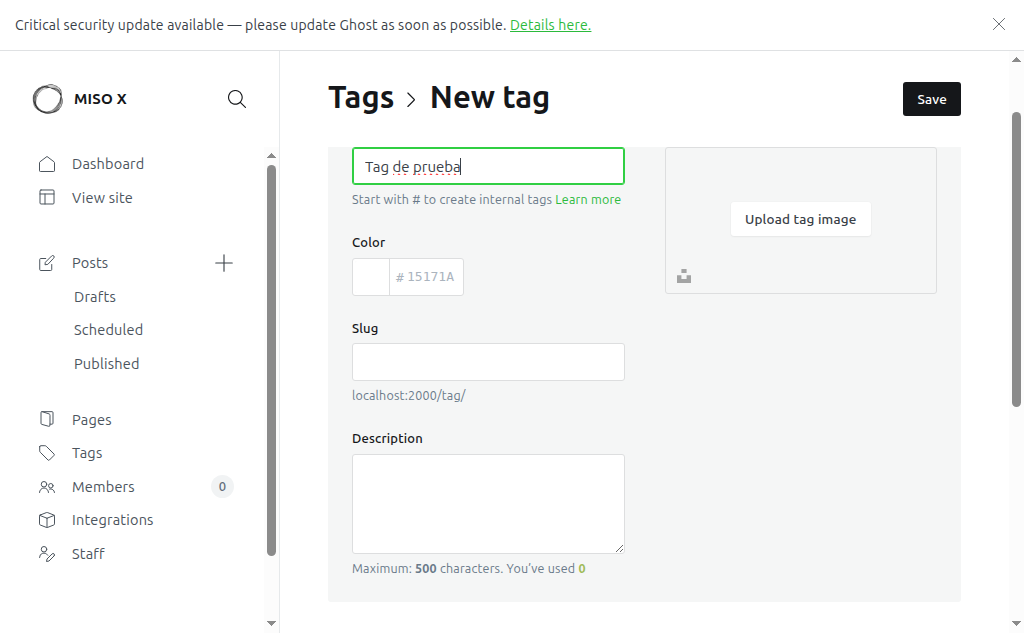 Critical security update available — please update Ghost as soon as possible. Details here.
MISO X
Dashboard
View site
Posts
Drafts
Scheduled
Published
Pages
Tags
Members 0
Integrations
Staff
Tags > New tag
Save
Tag de prueba
Start with # to create internal tags Learn more
Color
# 15171A
Slug
localhost:2000/tag/
Description
Maximum: 500 characters. You’ve used 0
Upload tag image